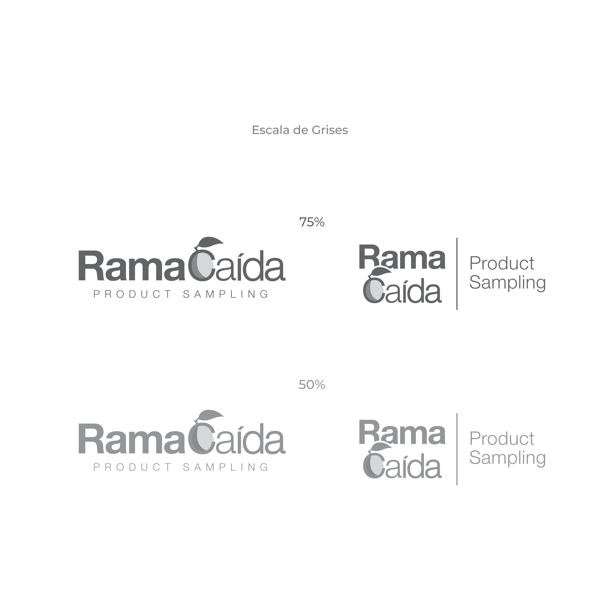 Escala de Grises
75%
RamaCaída
PRODUCT SAMPLING
Rama
Caída
Product
Sampling
50%
RamaCaída
PRODUCT SAMPLING
Rama
Caída
Product
Sampling